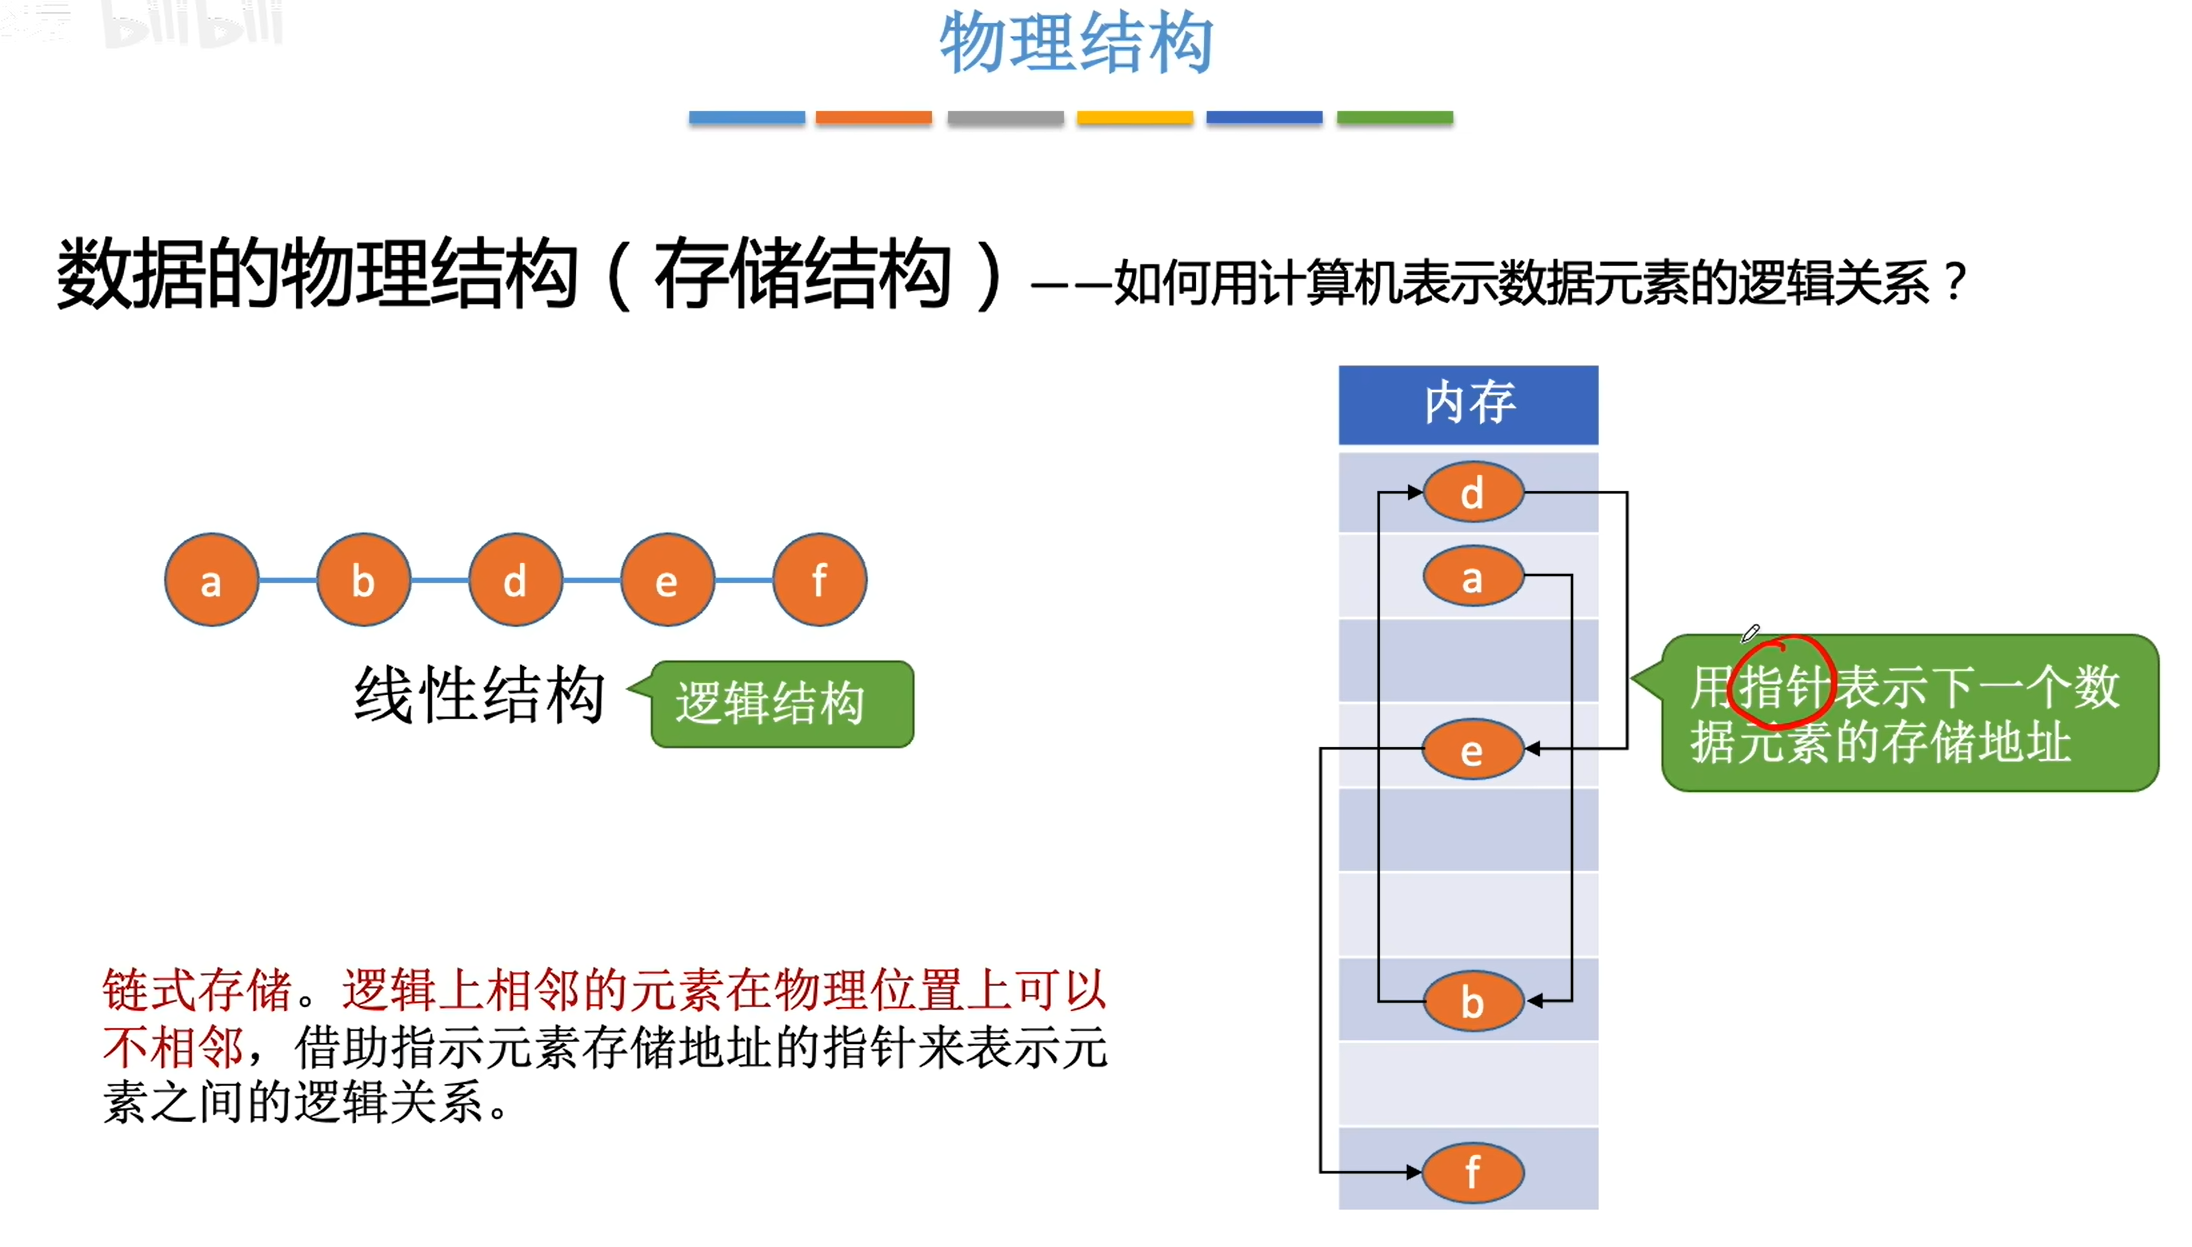 bilibili
物理结构
数据的物理结构（存储结构）——如何用计算机表示数据元素的逻辑关系？
内存
d
a
a b d e f
线性结构
逻辑结构
用指针表示下一个数
据元素的存储地址
e
链式存储。逻辑上相邻的元素在物理位置上可以
不相邻，借助指示元素存储地址的指针来表示元
素之间的逻辑关系。
b
f